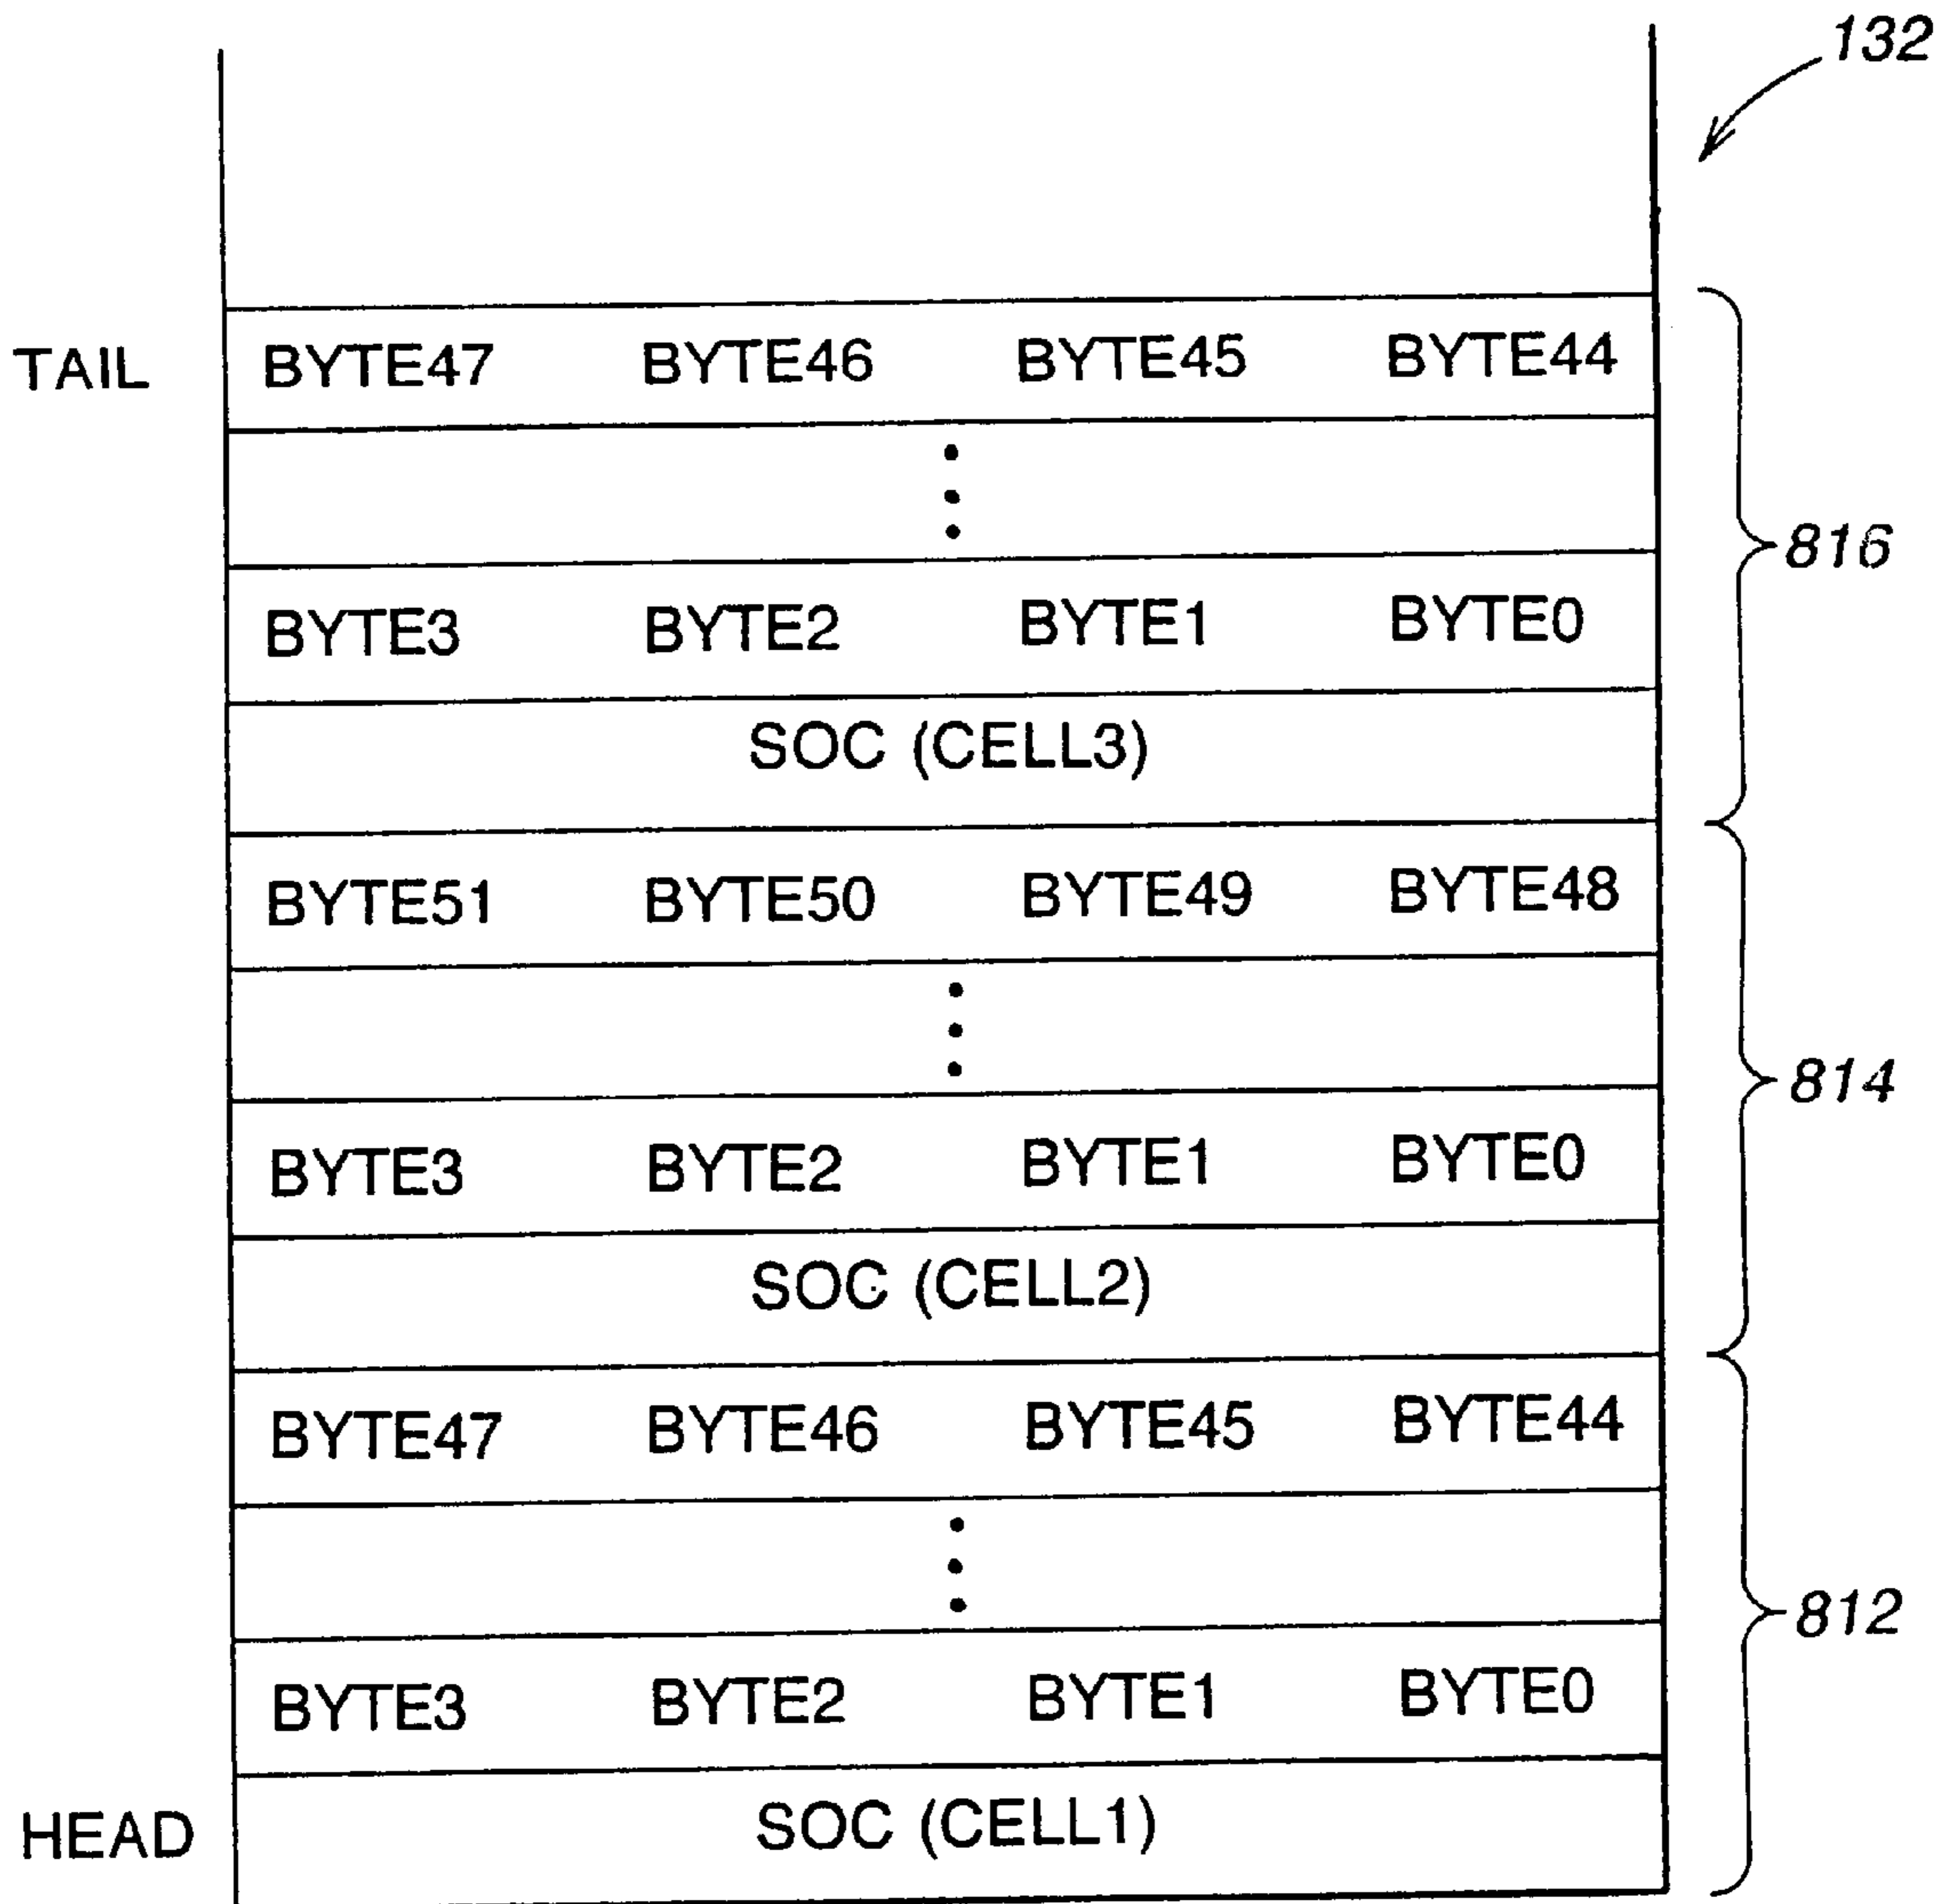 132
TAIL BYTE47 BYTE46 BYTE45 BYTE44
BYTE3 BYTE2 BYTE1 BYTE0
816
SOC (CELL3)
BYTE51 BYTE50 BYTE49 BYTE48
814
BYTE3 BYTE2 BYTE1 BYTE0
SOC (CELL2)
BYTE47 BYTE46 BYTE45 BYTE44
812
BYTE3 BYTE2 BYTE1 BYTE0
HEAD SOC (CELL1)